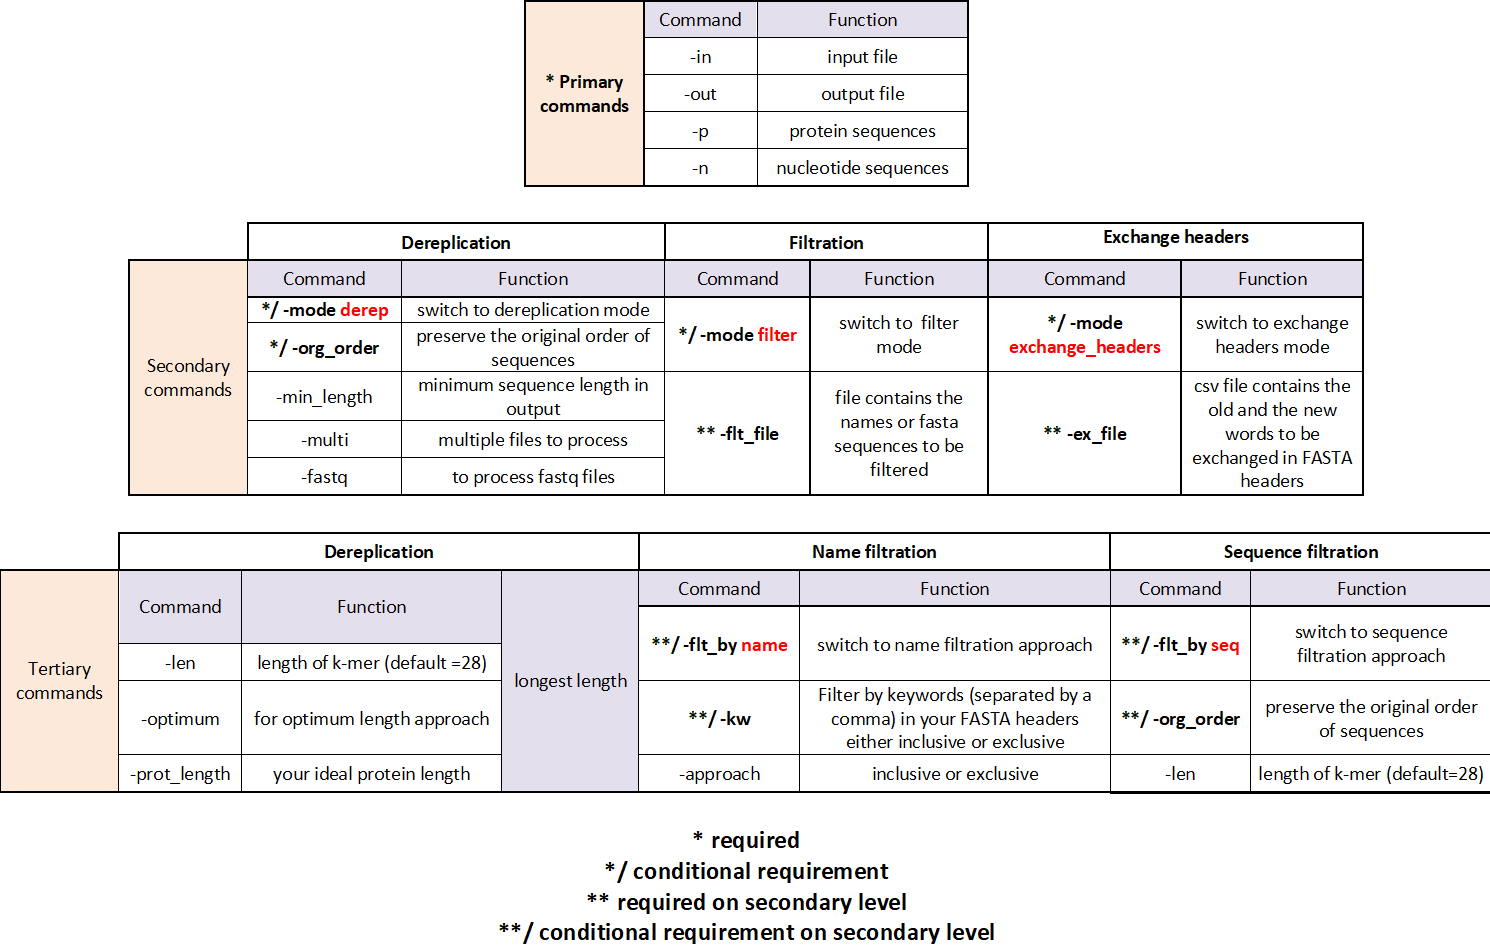 Command Function
* Primary
commands
-in input file
-out output file
-p protein sequences
-n nucleotide sequences
Dereplication Filtration Exchange headers
Command Function Command Function Command Function
Secondary
commands
*/ -mode derep switch to dereplication mode
*/ -org_order preserve the original order of
sequences
-min_length minimum sequence length in
output
-multi multiple files to process
-fastq to process fastq files
*/ -mode filter switch to filter
mode
** -flt_file file contains the
names or fasta
sequences to be
filtered
*/ -mode
exchange_headers
switch to exchange
headers mode
** -ex_file
csv file contains the
old and the new
words to be
exchanged in FASTA
headers
Dereplication Name filtration Sequence filtration
Tertiary
commands
Command Function
-len length of k-mer (default =28)
-optimum for optimum length approach
-prot_length your ideal protein length
longest length
Command Function
**/ -flt_by name switch to name filtration approach
**/ -kw
Filter by keywords (separated by a
comma) in your FASTA headers
either inclusive or exclusive
-approach inclusive or exclusive
Command Function
**/ -flt_by seq switch to sequence
filtration approach
**/ -org_order preserve the original order
of sequences
-len length of k-mer (default=28)
* required
*/ conditional requirement
** required on secondary level
**/ conditional requirement on secondary level